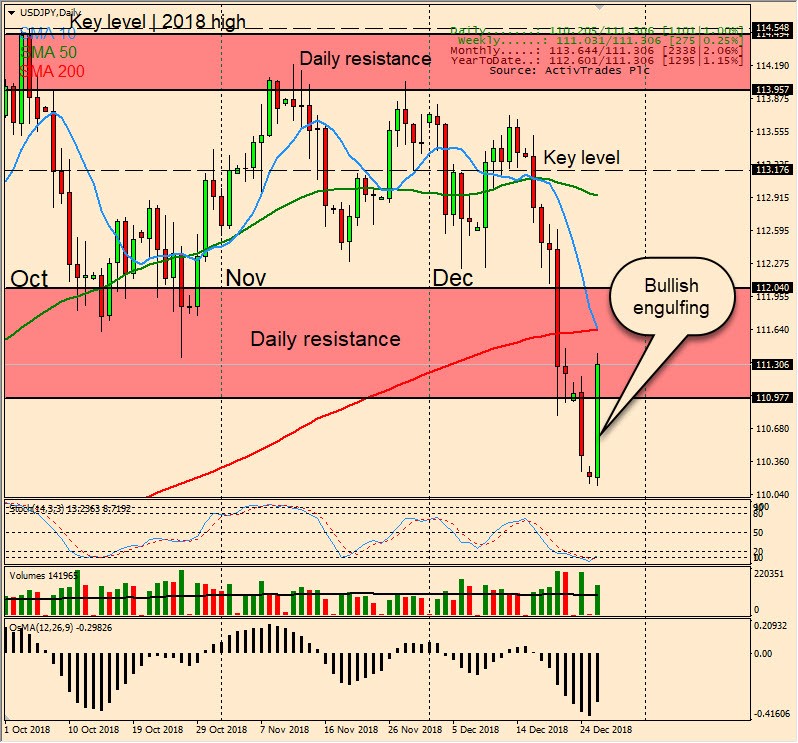 USDJPY,Daily
Key level | 2018 high
SMA 10
SMA 50
SMA 200
Daily.....: 110.205/111.306 [1101 1.00%]
Weekly.....: 111.031/111.306 [275 0.25%]
Monthly....: 113.644/111.306 [2338 2.06%]
YearToDate..: 112.601/111.306 [1295 1.15%]
Source: ActivTrades Plc
Daily resistance
Key level
Oct
Nov
Dec
Bullish
engulfing
Daily resistance
114.548
114.190
113.957
113.875
113.555
113.176
112.915
112.595
112.275
112.040
111.955
111.640
111.306
110.977
110.680
110.360
110.040
Stoch(14,3,3) 13.2363 8.7192
80
50
20
10
Volumes 141965
220351
0
OsMA(12,26,9) -0.29826
0.20932
0.00
-0.41606
1 Oct 2018
10 Oct 2018
19 Oct 2018
29 Oct 2018
7 Nov 2018
16 Nov 2018
26 Nov 2018
5 Dec 2018
14 Dec 2018
24 Dec 2018